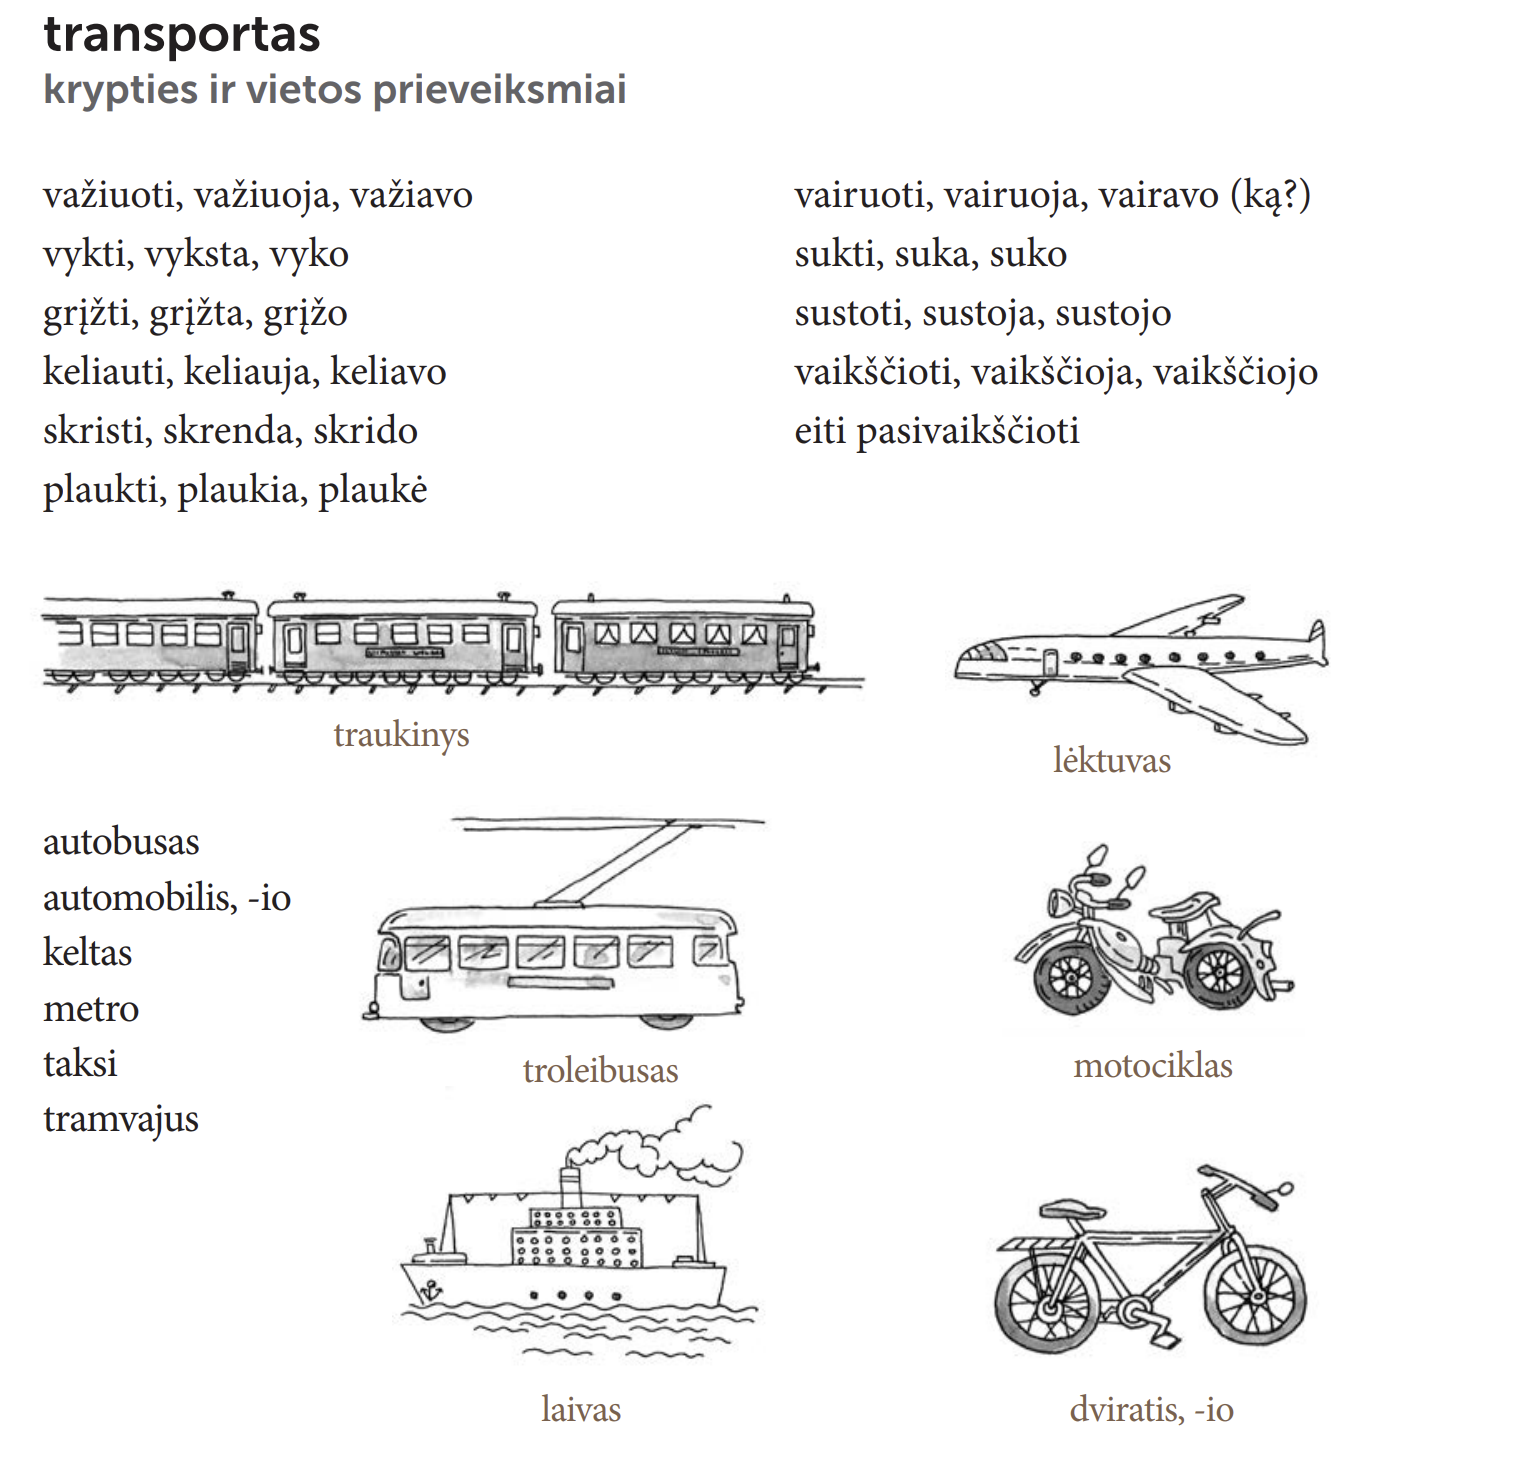 transportas
krypties ir vietos prieveiksmiai
važiuoti, važiuoja, važiavo
vykti, vyksta, vyko
grįžti, grįžta, grįžo
keliauti, keliauja, keliavo
skristi, skrenda, skrido
plaukti, plaukia, plaukė
vairuoti, vairuoja, vairavo (ką?)
sukti, suka, suko
sustoti, sustoja, sustojo
vaikščioti, vaikščioja, vaikščiojo
eiti pasivaikščioti
traukinys
lėktuvas
autobusas
automobilis, -io
keltas
metro
taksi
tramvajus
troleibusas
motociklas
laivas
dviratis, -io